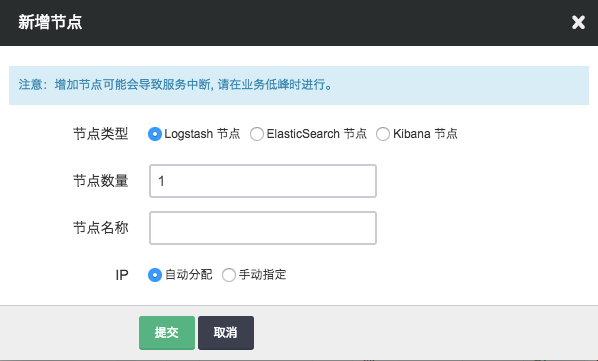 新增节点
注意：增加节点可能会导致服务中断, 请在业务低峰时进行。
节点类型 Logstash 节点 ElasticSearch 节点 Kibana 节点
节点数量 1
节点名称
IP 自动分配 手动指定
提交 取消